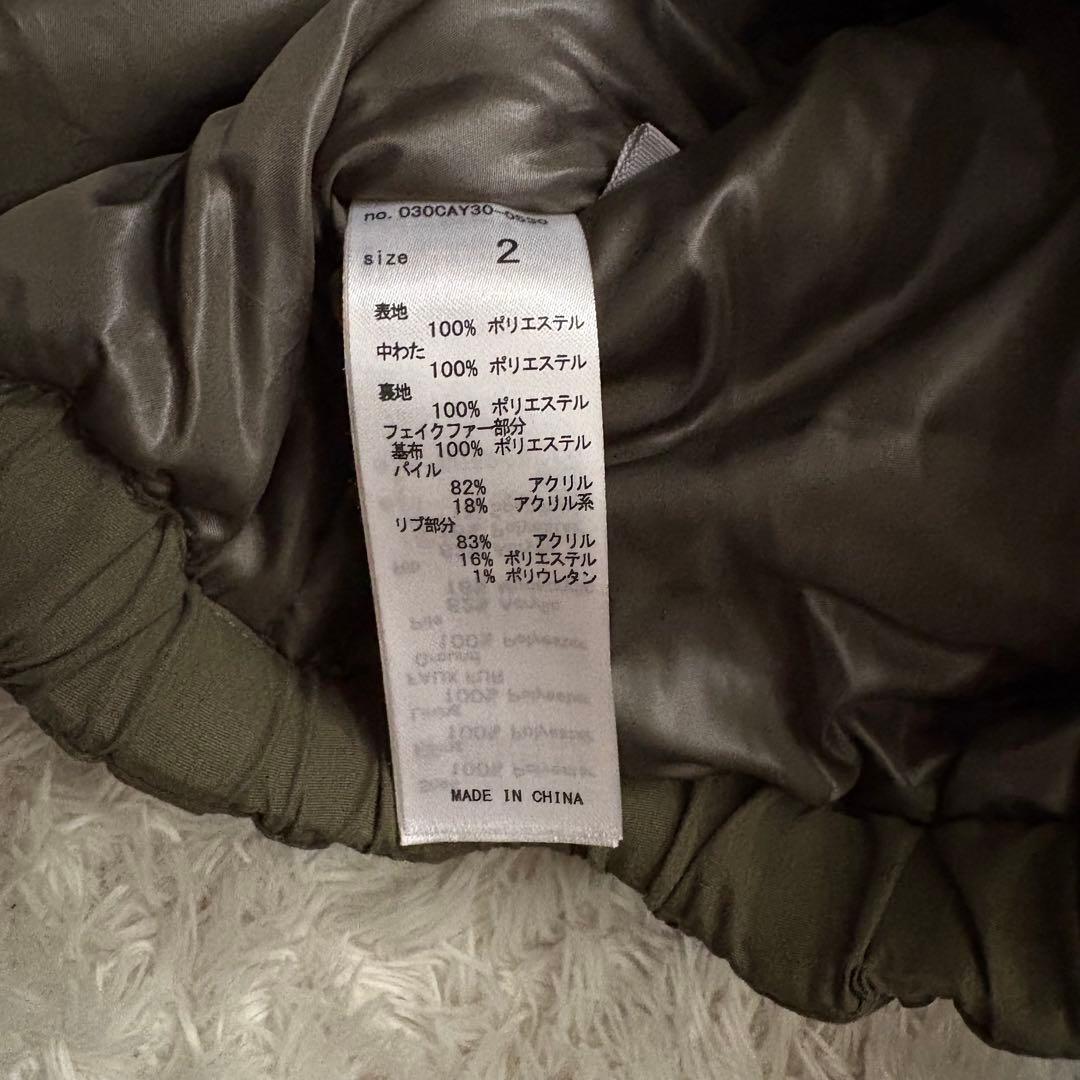 no. 030CAY30-0530
size 2
表地
100% ポリエステル
中わた
100% ポリエステル
裏地
100% ポリエステル
フェイクファー部分
基布 100% ポリエステル
パイル
82% アクリル
18% アクリル系
リブ部分
83% アクリル
16% ポリエステル
1% ポリウレタン
MADE IN CHINA